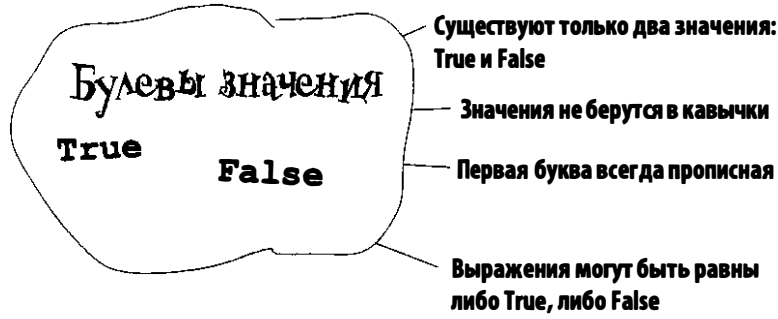 Существуют только два значения:
True и False
Булевы значения
Значения не берутся в кавычки
True
False
Первая буква всегда прописная
Выражения могут быть равны
либо True, либо False